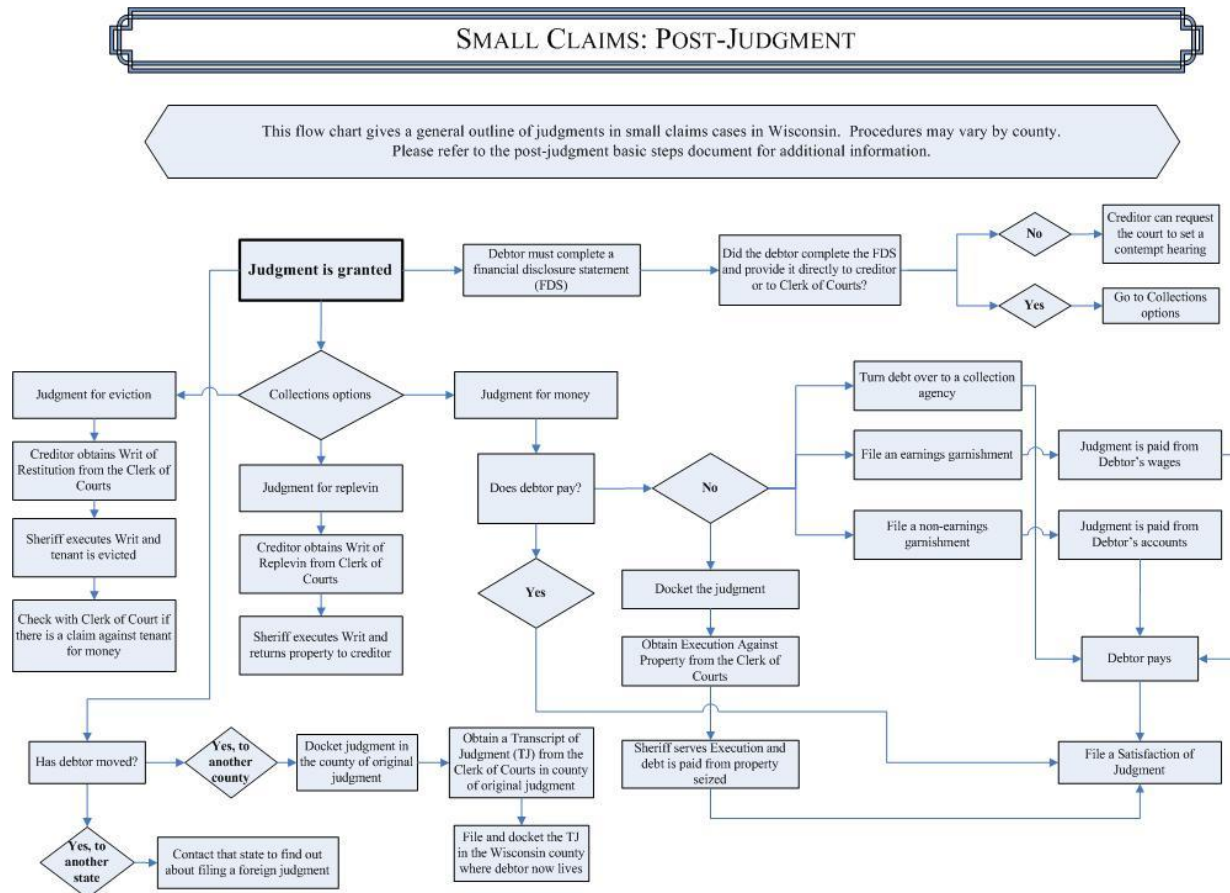 SMALL CLAIMS: POST-JUDGMENT
This flow chart gives a general outline of judgments in small claims cases in Wisconsin. Procedures may vary by county.
Please refer to the post-judgment basic steps document for additional information.
Judgment is granted
Debtor must complete a
financial disclosure statement
(FDS)
Did the debtor complete the FDS
and provide it directly to creditor
or to Clerk of Courts?
No
Creditor can request
the court to set a
contempt hearing
Yes
Go to Collections
options
Collections options
Judgment for eviction
Creditor obtains Writ of
Restitution from the Clerk of
Courts
Sheriff executes Writ and
tenant is evicted
Check with Clerk of Court if
there is a claim against tenant
for money
Judgment for replevin
Creditor obtains Writ of
Replevin from Clerk of
Courts
Sheriff executes Writ and
returns property to creditor
Judgment for money
Does debtor pay?
Yes
No
Turn debt over to a collection
agency
File an earnings garnishment
Judgment is paid from
Debtor's wages
File a non-earnings
garnishment
Judgment is paid from
Debtor's accounts
Docket the judgment
Obtain Execution Against
Property from the Clerk of
Courts
Sheriff serves Execution and
debt is paid from property
seized
Debtor pays
File a Satisfaction of
Judgment
Has debtor moved?
Yes, to
another
county
Docket judgment in
the county of original
judgment
Obtain a Transcript of
Judgment (TJ) from the
Clerk of Courts in county
of original judgment
File and docket the TJ
in the Wisconsin county
where debtor now lives
Yes, to
another
state
Contact that state to find out
about filing a foreign judgment